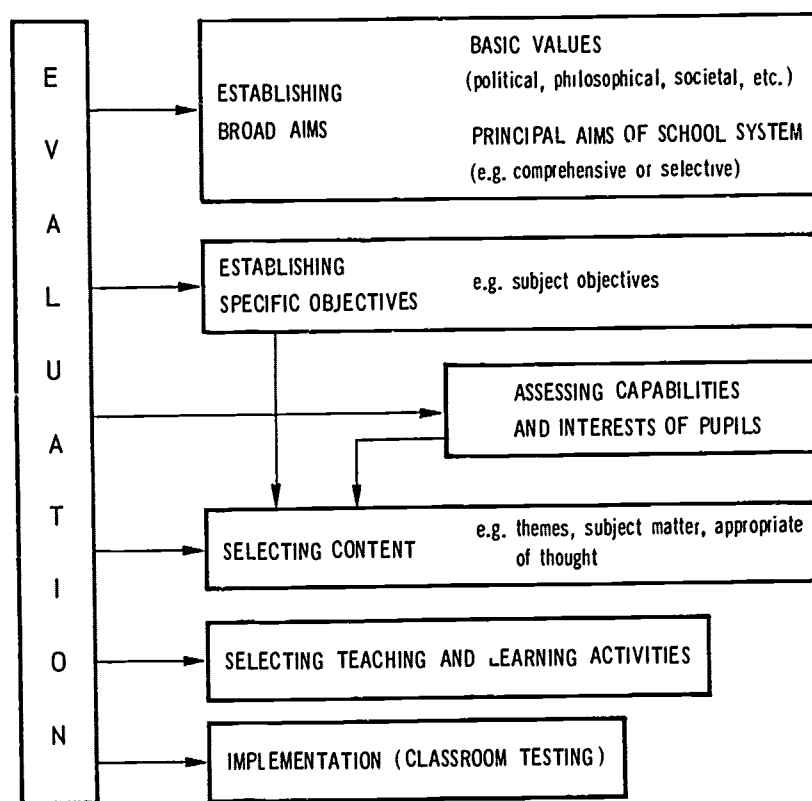 EVALUATION
ESTABLISHING
BROAD AIMS
BASIC VALUES
(political, philosophical, societal, etc.)
PRINCIPAL AIMS OF SCHOOL SYSTEM
(e.g. comprehensive or selective)
ESTABLISHING
SPECIFIC OBJECTIVES
e.g. subject objectives
ASSESSING CAPABILITIES
AND INTERESTS OF PUPILS
SELECTING CONTENT
e.g. themes, subject matter, appropriate
of thought
SELECTING TEACHING AND LEARNING ACTIVITIES
IMPLEMENTATION (CLASSROOM TESTING)